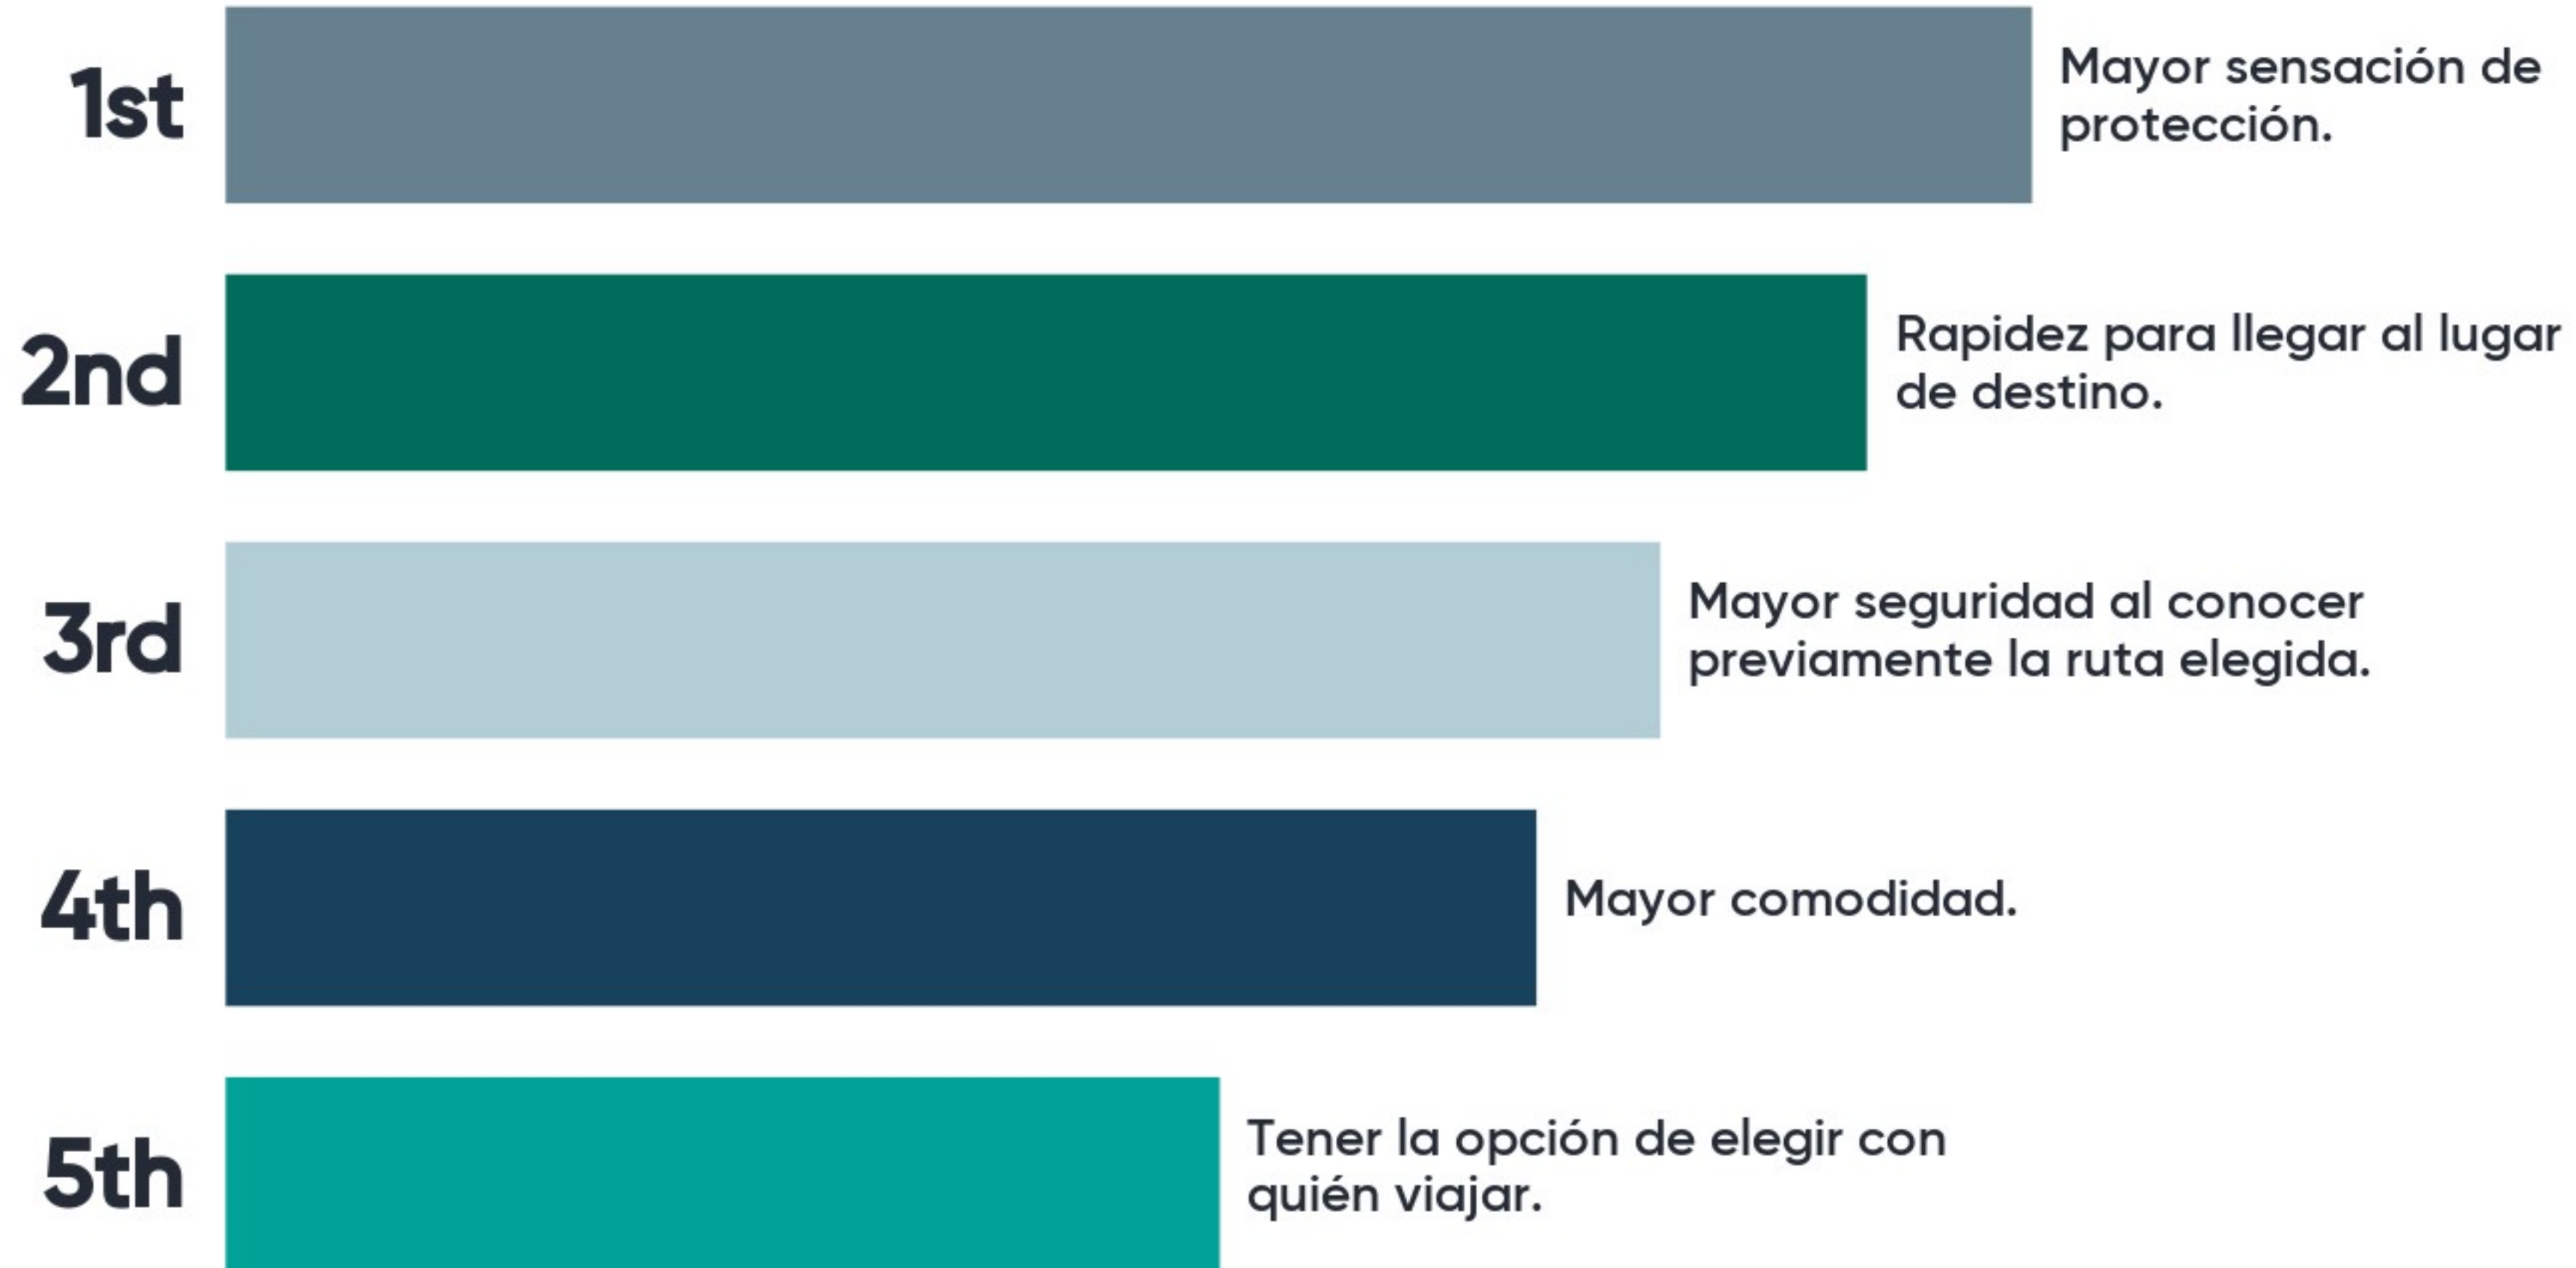 1st
Mayor sensación de
protección.
2nd
Rapidez para llegar al lugar
de destino.
3rd
Mayor seguridad al conocer
previamente la ruta elegida.
4th
Mayor comodidad.
5th
Tener la opción de elegir con
quién viajar.